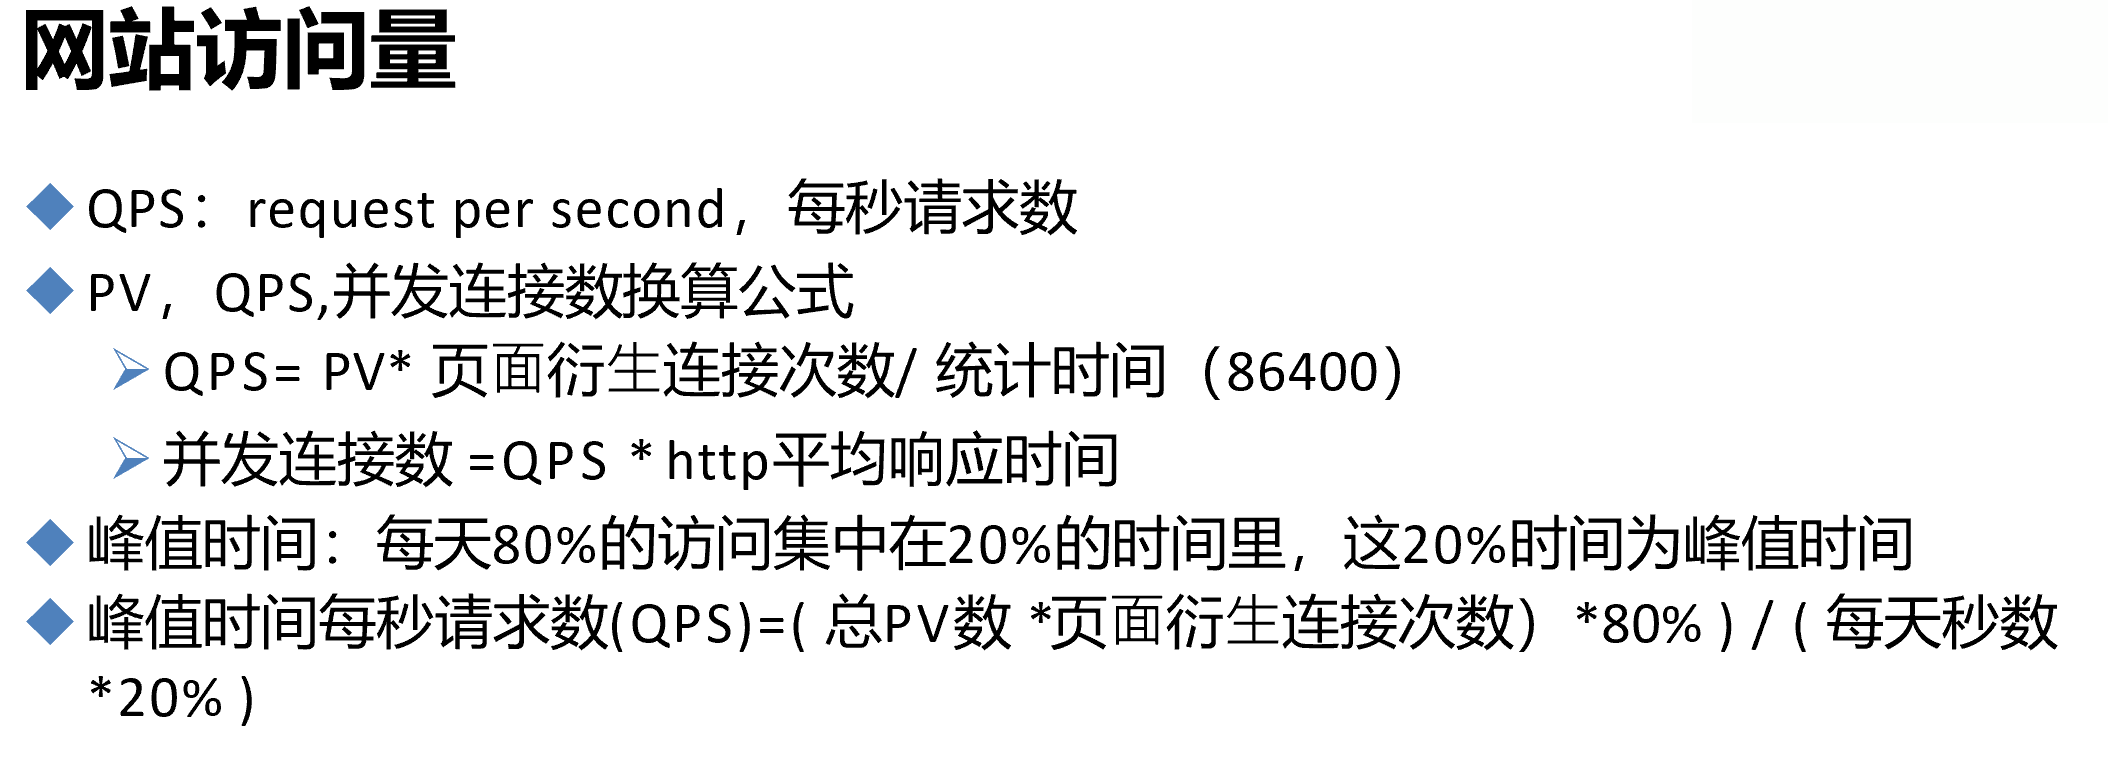 网站访问量
QPS：request per second，每秒请求数
PV，QPS,并发连接数换算公式
QPS= PV* 页面衍生连接次数/ 统计时间（86400）
并发连接数 =QPS * http平均响应时间
峰值时间：每天80%的访问集中在20%的时间里，这20%时间为峰值时间
峰值时间每秒请求数(QPS)=( 总PV数 *页面衍生连接次数）*80% ) / ( 每天秒数
*20% )